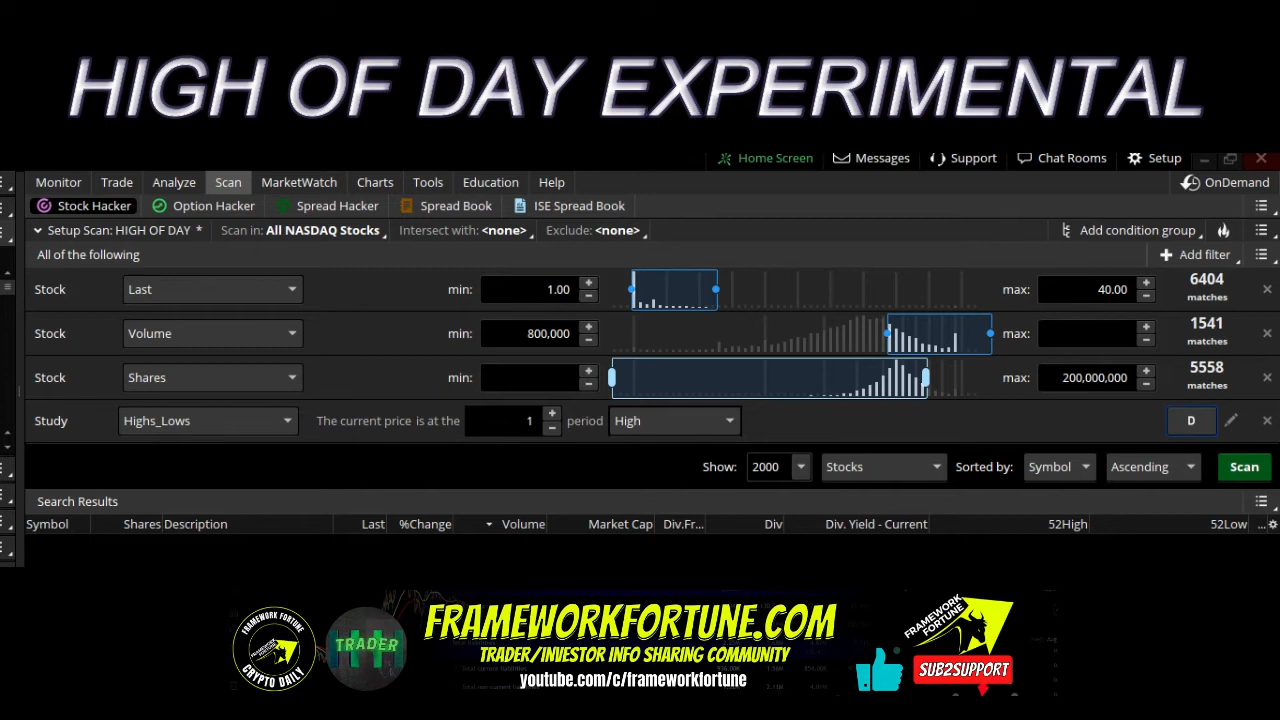 HIGH OF DAY EXPERIMENTAL
Home Screen Messages Support Chat Rooms Setup
Monitor Trade Analyze Scan MarketWatch Charts Tools Education Help OnDemand
Stock Hacker Option Hacker Spread Hacker Spread Book ISE Spread Book
Setup Scan: HIGH OF DAY * Scan in: All NASDAQ Stocks Intersect with: <none> Exclude: <none> Add condition group
All of the following + Add filter
Stock Last min: 1.00 max: 40.00 6404
matches
Stock Volume min: 800,000 max: 1541
matches
Stock Shares min: max: 200,000,000 5558
matches
Study Highs_Lows The current price is at the 1 period High D
Show: 2000 Stocks Sorted by: Symbol Ascending Scan
Search Results
Symbol Shares Description Last %Change Volume Market Cap Div.Fr... Div Div. Yield - Current 52High 52Low ...
FRAMEWORKFORTUNE.COM
TRADER/INVESTOR INFO SHARING COMMUNITY
youtube.com/c/frameworkfortune
FRAMEWORK FORTUNE
CRYPTO DAILY
TRADER
FRAMEWORK
FORTUNE
SUB2SUPPORT